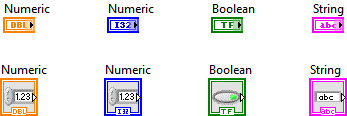 Numeric Numeric Boolean String
DBL I32 TF abc
Numeric Numeric Boolean String
1.23 1.23 abc
DBL I32 TF abc